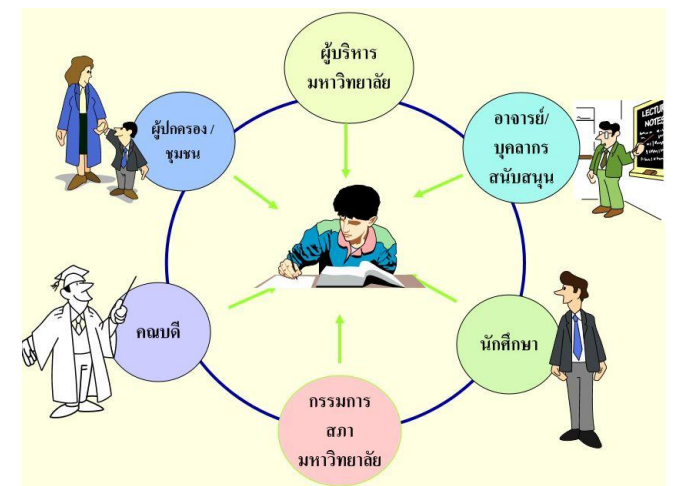 ผู้บริหาร
มหาวิทยาลัย
อาจารย์/
บุคลากร
สนับสนุน
LECTURE
NOTES
ผู้ปกครอง /
ชุมชน
คณบดี
นักศึกษา
กรรมการ
สภา
มหาวิทยาลัย